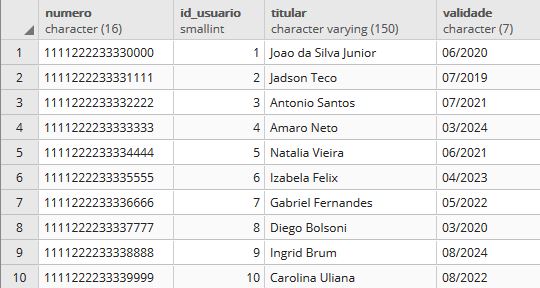 numero id_usuario titular validade
character (16) smallint character varying (150) character (7)
1 1111222233330000 1 Joao da Silva Junior 06/2020
2 1111222233331111 2 Jadson Teco 07/2019
3 1111222233332222 3 Antonio Santos 07/2021
4 1111222233333333 4 Amaro Neto 03/2024
5 1111222233334444 5 Natalia Vieira 06/2021
6 1111222233335555 6 Izabela Felix 04/2023
7 1111222233336666 7 Gabriel Fernandes 05/2022
8 1111222233337777 8 Diego Bolsoni 03/2020
9 1111222233338888 9 Ingrid Brum 08/2024
10 1111222233339999 10 Carolina Uliana 08/2022